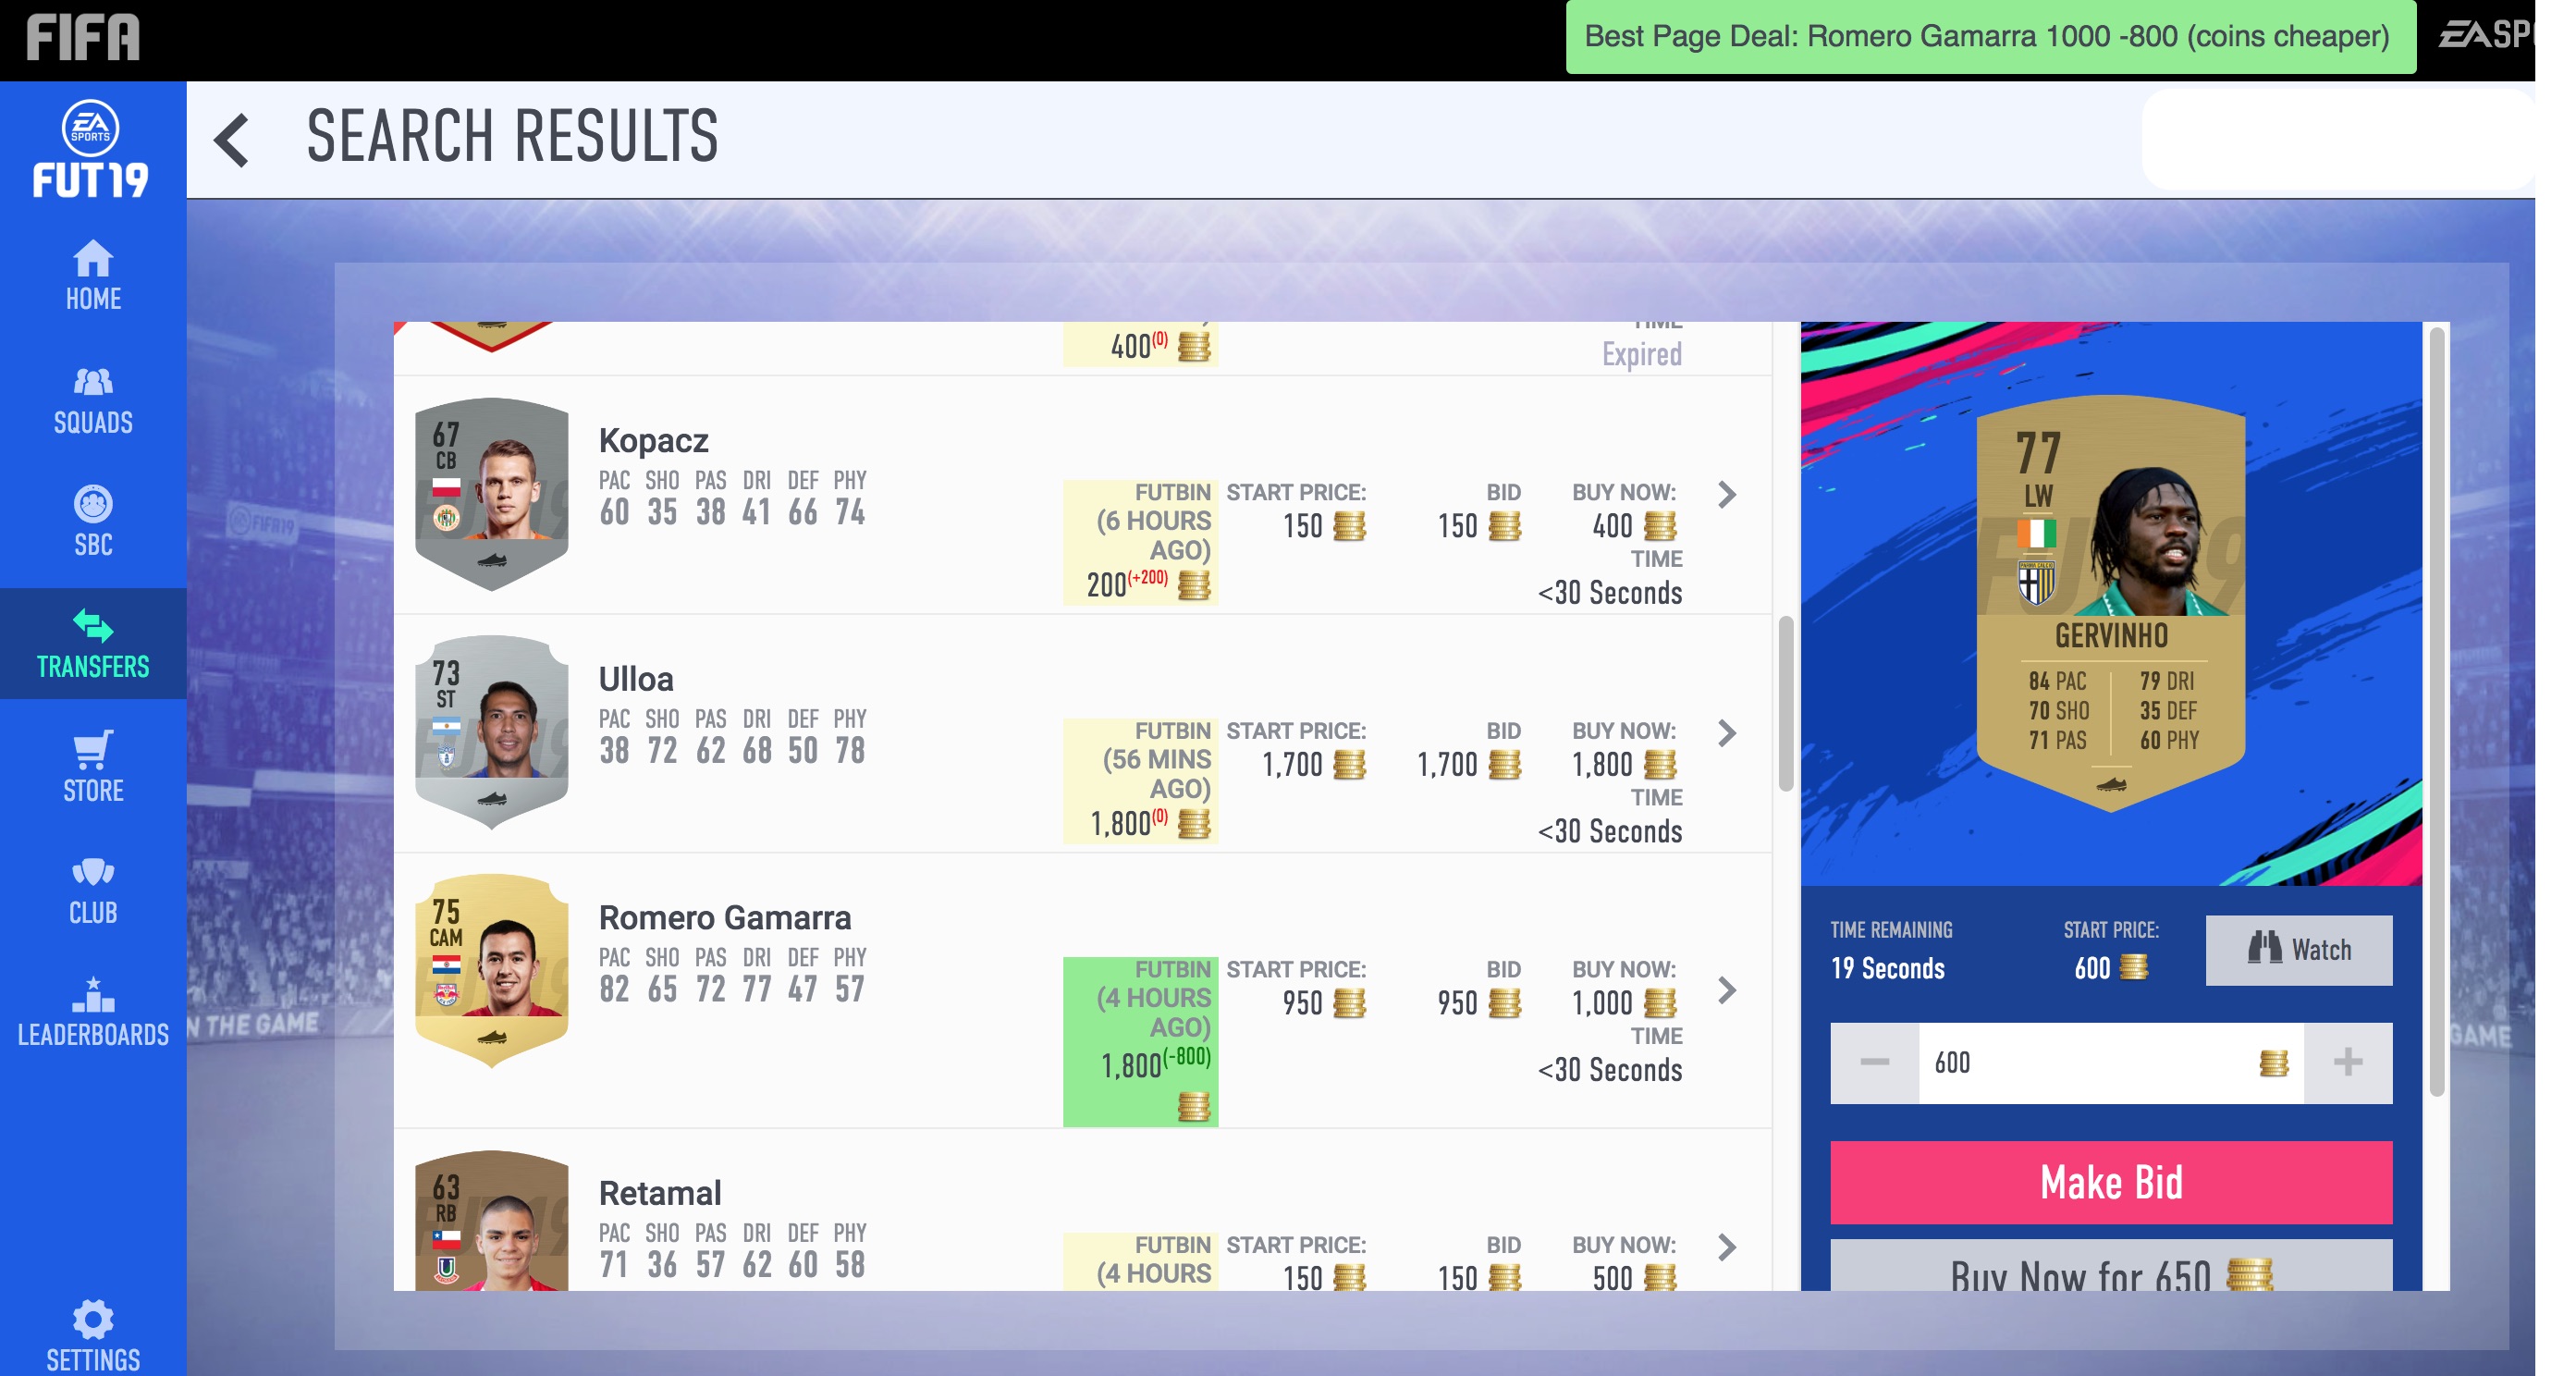 FIFA
Best Page Deal: Romero Gamarra 1000 -800 (coins cheaper)
EA SP
EA
SPORTS
FUT19
SEARCH RESULTS
HOME
SQUADS
SBC
TRANSFERS
STORE
CLUB
LEADERBOARDS
SETTINGS
400(0)
TIME
Expired
67
CB
Kopacz
PAC SHO PAS DRI DEF PHY
60 35 38 41 66 74
FUTBIN
(6 HOURS
AGO)
200(+200)
START PRICE:
150
BID
150
BUY NOW:
400
TIME
<30 Seconds
73
ST
Ulloa
PAC SHO PAS DRI DEF PHY
38 72 62 68 50 78
FUTBIN
(56 MINS
AGO)
1,800(0)
START PRICE:
1,700
BID
1,700
BUY NOW:
1,800
TIME
<30 Seconds
75
CAM
Romero Gamarra
PAC SHO PAS DRI DEF PHY
82 65 72 77 47 57
FUTBIN
(4 HOURS
AGO)
1,800(-800)
START PRICE:
950
BID
950
BUY NOW:
1,000
TIME
<30 Seconds
63
RB
Retamal
PAC SHO PAS DRI DEF PHY
71 36 57 62 60 58
FUTBIN
(4 HOURS
START PRICE:
150
BID
150
BUY NOW:
500
77
LW
GERVINHO
84 PAC 79 DRI
70 SHO 35 DEF
71 PAS 60 PHY
TIME REMAINING
19 Seconds
START PRICE:
600
Watch
600
Make Bid
Buy Now for 650
FIFA19
N THE GAME
GAME